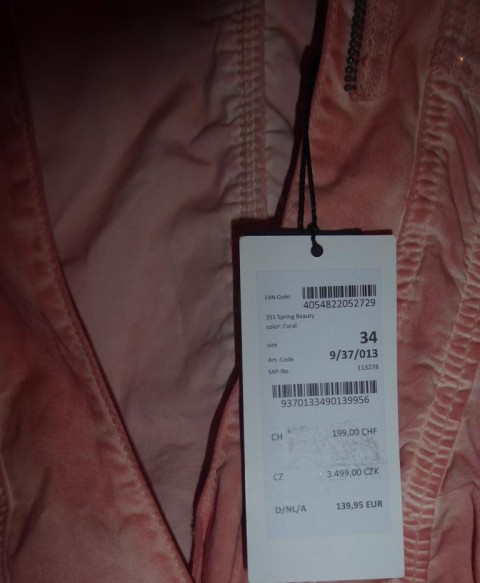 EAN-Code: 4054822052729
351 Spring Beauty
color: Coral
size 34
Art.-Code 9/37/013
SAP-No. 113278
9370133490139956
CH 199,00 CHF
CZ 3.499,00 CZK
D/NL/A 139,95 EUR